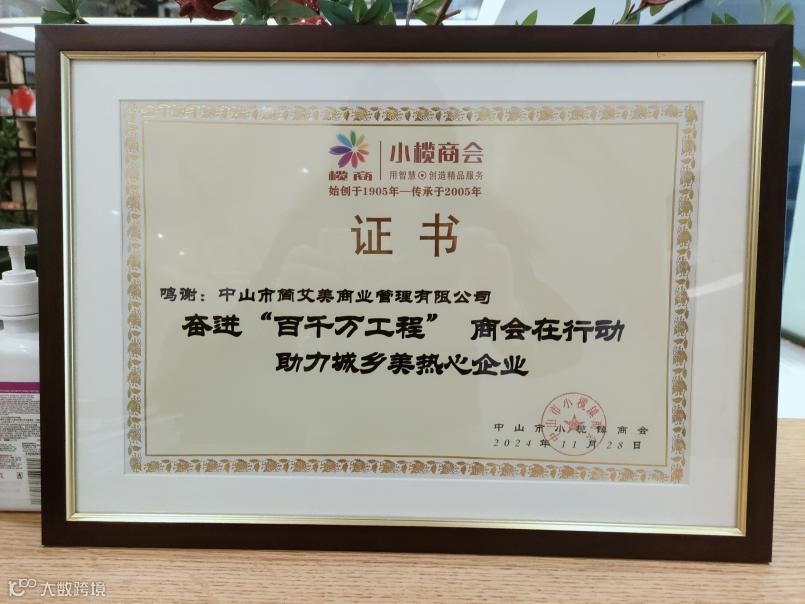 小榄商会
榄商
用智慧 创造精品服务
始创于1905年—传承于2005年
证书
鸣谢：中山市简艾美商业管理有限公司
奋进“百千万工程” 商会在行动
助力城乡美热心企业
中山市小榄镇商会
2024年11月28日
大数跨境